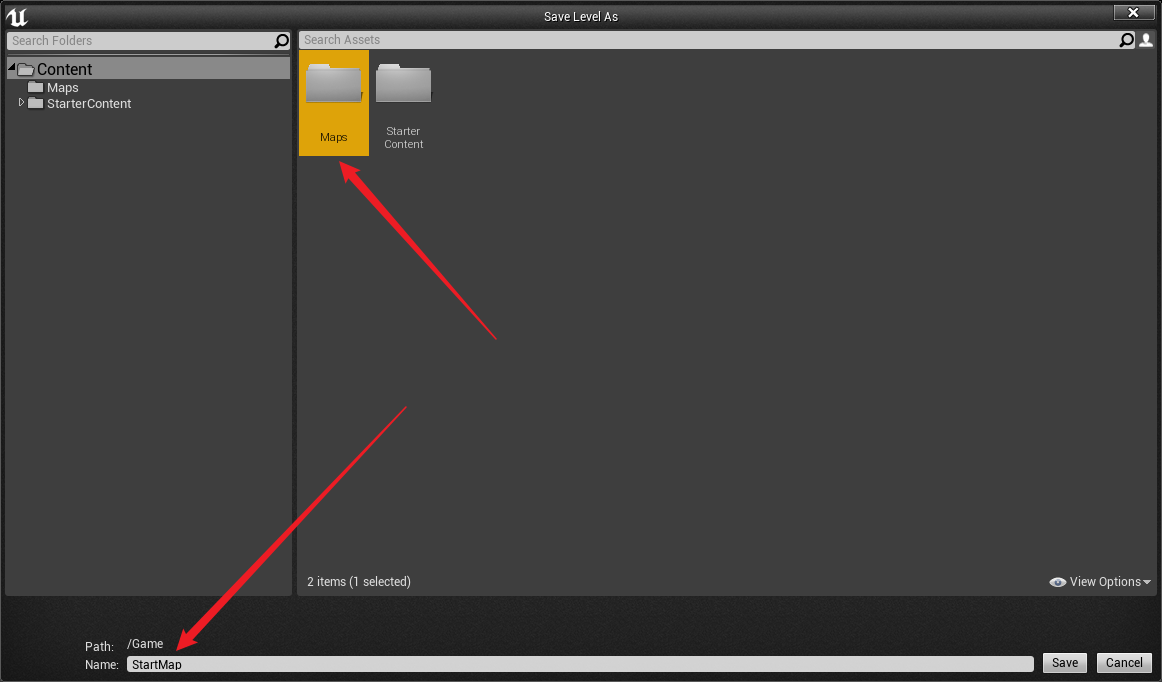 Save Level As
Search Folders
Search Assets
Content
Maps
StarterContent
Maps
Starter
Content
2 items (1 selected)
View Options
Path: /Game
Name: StartMap
Save
Cancel